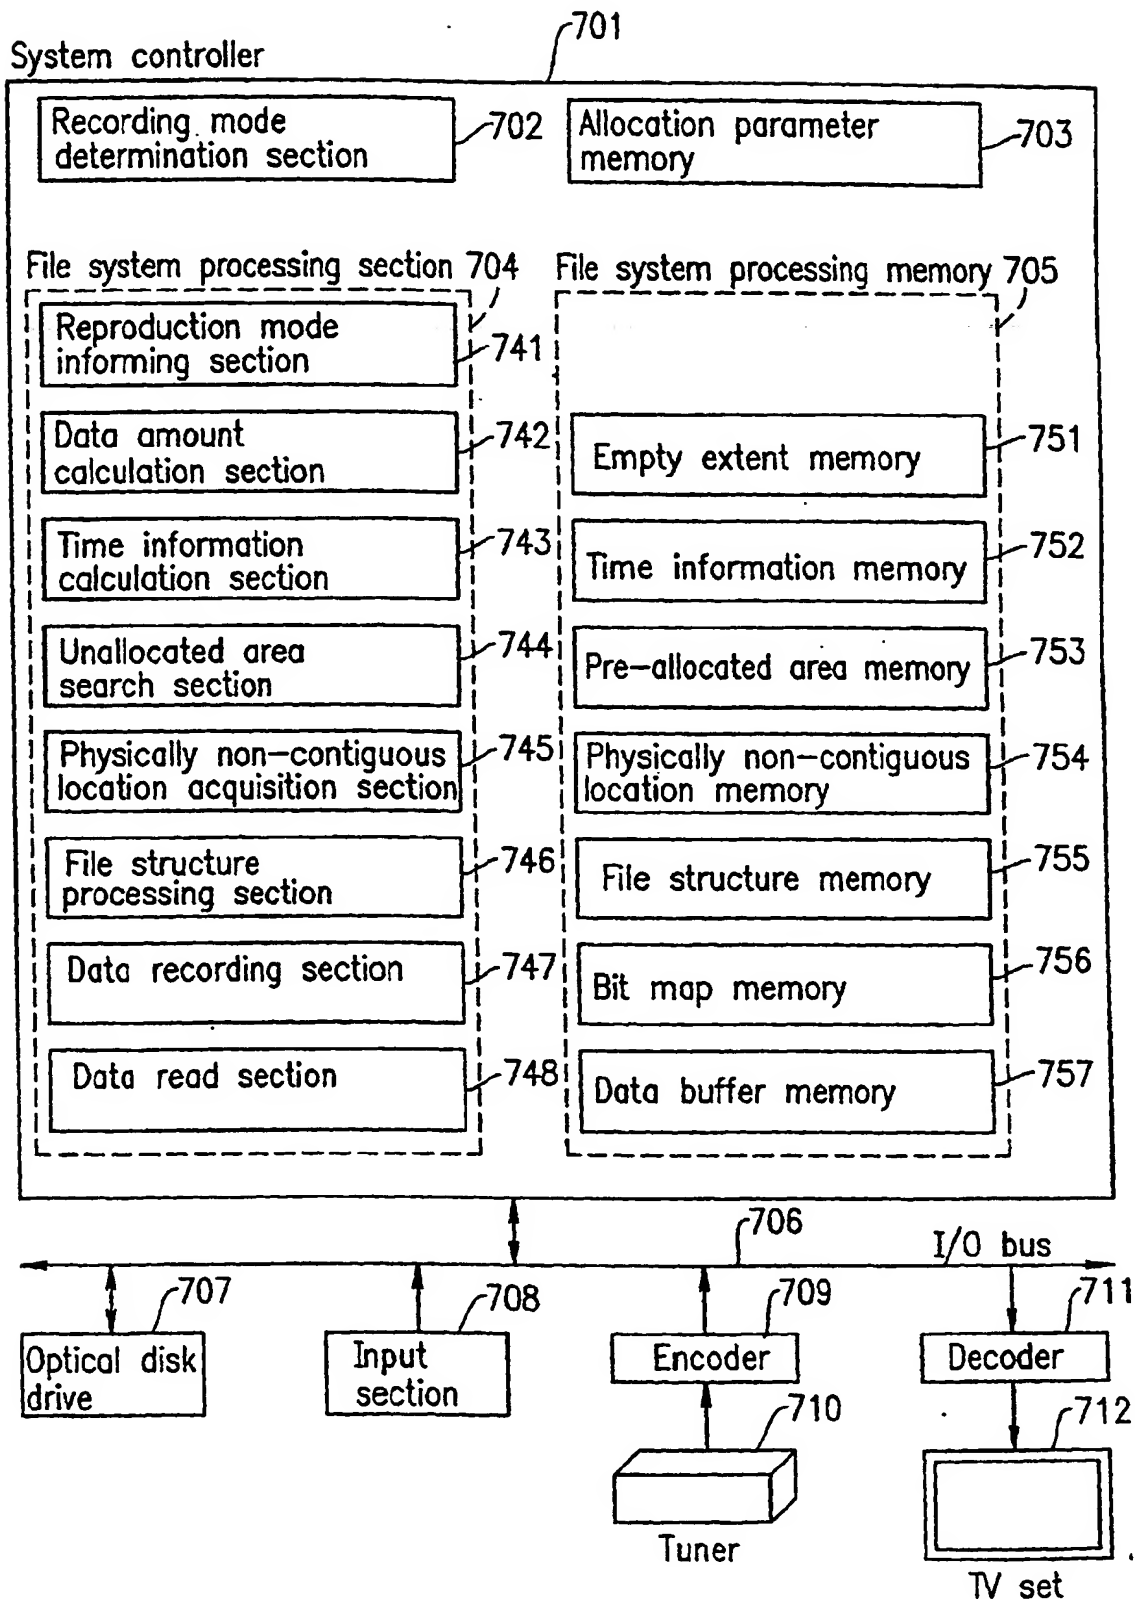 701
System controller
Recording mode
determination section
702
Allocation parameter
memory
703
File system processing section 704
Reproduction mode
informing section
741
Data amount
calculation section
742
Time information
calculation section
743
Unallocated area
search section
744
Physically non-contiguous
location acquisition section
745
File structure
processing section
746
Data recording section
747
Data read section
748
File system processing memory 705
Empty extent memory
751
Time information memory
752
Pre-allocated area memory
753
Physically non-contiguous
location memory
754
File structure memory
755
Bit map memory
756
Data buffer memory
757
706
I/O bus
707
Optical disk
drive
708
Input
section
709
Encoder
710
Tuner
711
Decoder
712
TV set